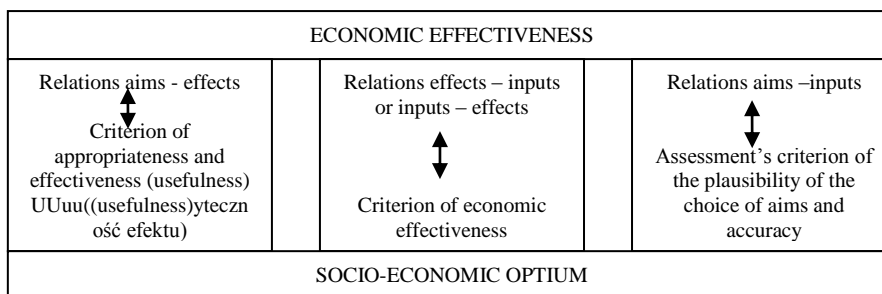 ECONOMIC EFFECTIVENESS
Relations aims - effects
Criterion of
appropriateness and
effectiveness (usefulness)
UUuu((usefulness)yteczn
ość efektu)
Relations effects – inputs
or inputs – effects
Criterion of economic
effectiveness
Relations aims –inputs
Assessment's criterion of
the plausibility of the
choice of aims and
accuracy
SOCIO-ECONOMIC OPTIUM